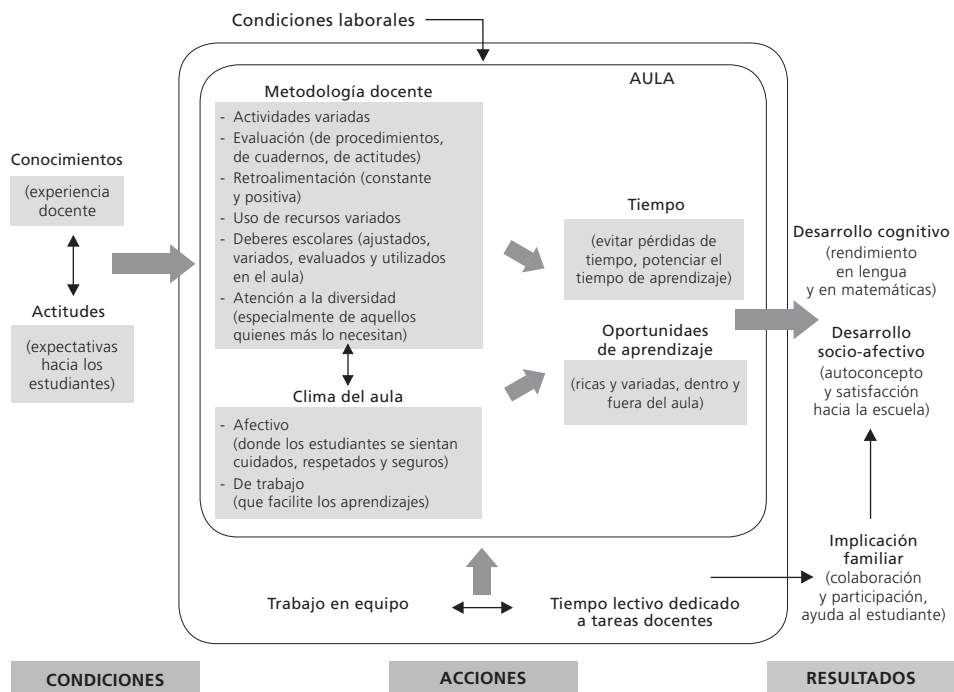 Condiciones laborales
AULA
Conocimientos
(experiencia
docente
Actitudes
(expectativas
hacia los
estudiantes)
Metodología docente
- Actividades variadas
- Evaluación (de procedimientos,
de cuadernos, de actitudes)
- Retroalimentación (constante
y positiva)
- Uso de recursos variados
- Deberes escolares (ajustados,
variados, evaluados y utilizados
en el aula)
- Atención a la diversidad
(especialmente de aquellos
quienes más lo necesitan)
Clima del aula
- Afectivo
(donde los estudiantes se sientan
cuidados, respetados y seguros)
- De trabajo
(que facilite los aprendizajes)
Tiempo
(evitar pérdidas de
tiempo, potenciar el
tiempo de aprendizaje)
Oportunidaes
de aprendizaje
(ricas y variadas, dentro y
fuera del aula)
Desarrollo cognitivo
(rendimiento
en lengua
y en matemáticas)
Desarrollo
socio-afectivo
(autoconcepto
y satisfacción
hacia la escuela)
Implicación
familiar
(colaboración
y participación,
ayuda al estudiante)
Trabajo en equipo
Tiempo lectivo dedicado
a tareas docentes
CONDICIONES
ACCIONES
RESULTADOS